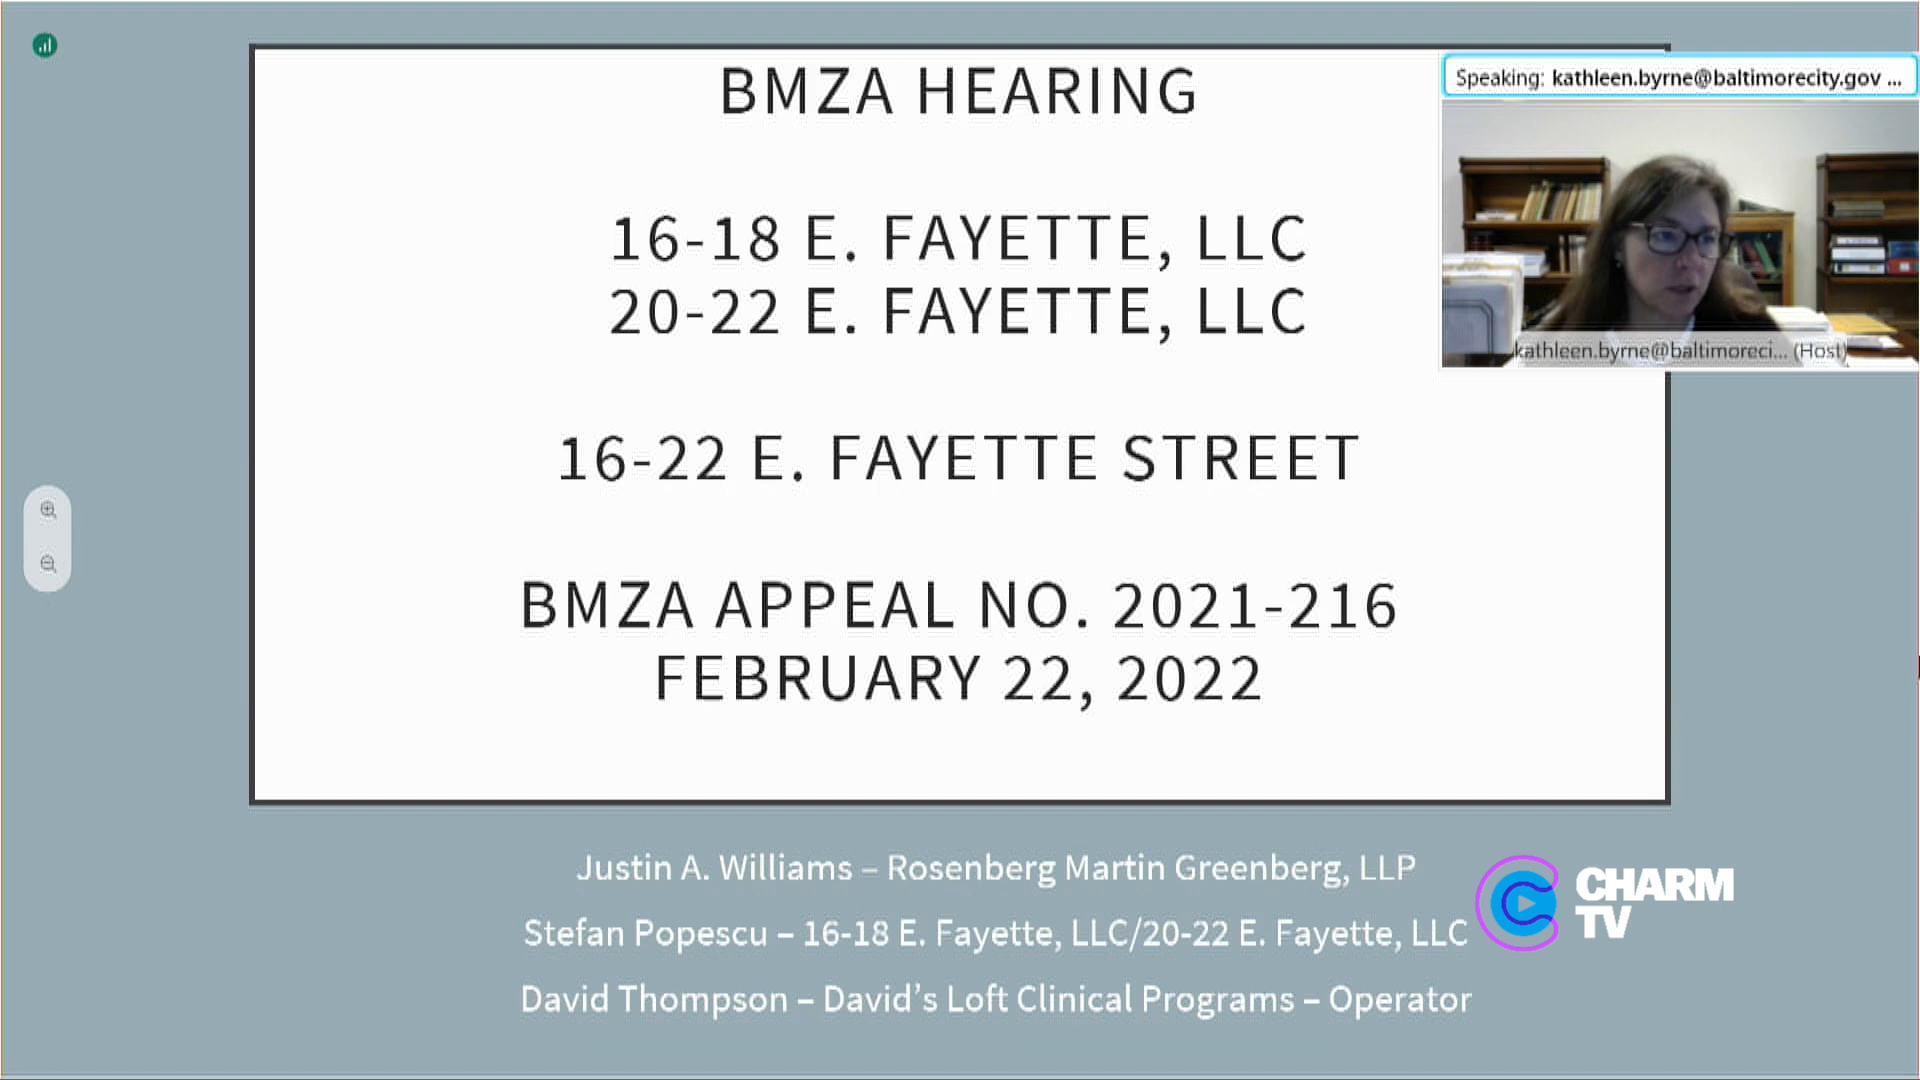 BMZA HEARING
Speaking: kathleen.byrne@baltimorecity.gov ...
16-18 E. FAYETTE, LLC
20-22 E. FAYETTE, LLC
kathleen.byrne@baltimoreci... (Host)
16-22 E. FAYETTE STREET
BMZA APPEAL NO. 2021-216
FEBRUARY 22, 2022
Justin A. Williams – Rosenberg Martin Greenberg, LLP
Stefan Popescu – 16-18 E. Fayette, LLC/20-22 E. Fayette, LLC
David Thompson – David's Loft Clinical Programs – Operator
CHARM
TV